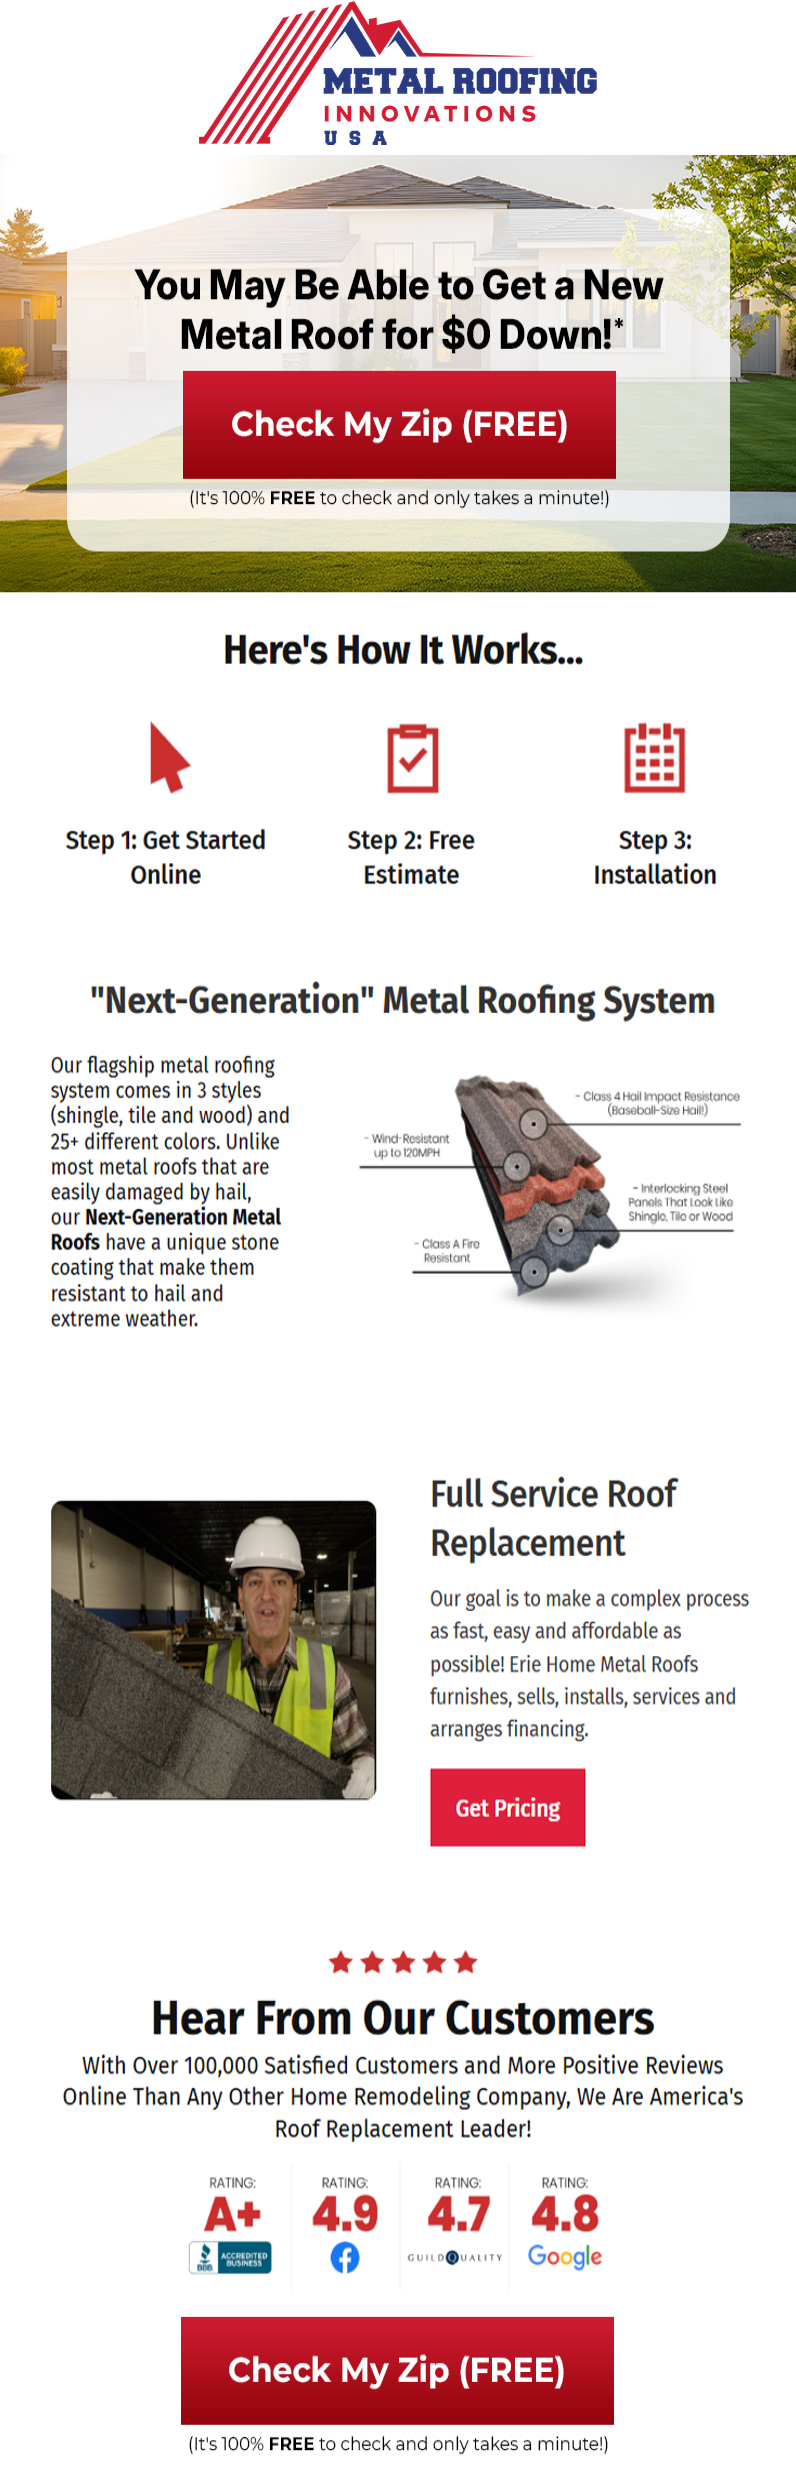 METAL ROOFING
INNOVATIONS
USA
You May Be Able to Get a New
Metal Roof for $0 Down!*
Check My Zip (FREE)
(It's 100% FREE to check and only takes a minute!)
Here's How It Works...
Step 1: Get Started
Online
Step 2: Free
Estimate
Step 3:
Installation
"Next-Generation" Metal Roofing System
Our flagship metal roofing
system comes in 3 styles
(shingle, tile and wood) and
25+ different colors. Unlike
most metal roofs that are
easily damaged by hail,
our Next-Generation Metal
Roofs have a unique stone
coating that make them
resistant to hail and
extreme weather.
- Class 4 Hail Impact Resistance
(Baseball-Size Hail!)
- Wind-Resistant
up to 120MPH
- Interlocking Steel
Panels That Look Like
Shingle, Tile or Wood
- Class A Fire
Resistant
Full Service Roof
Replacement
Our goal is to make a complex process
as fast, easy and affordable as
possible! Erie Home Metal Roofs
furnishes, sells, installs, services and
arranges financing.
Get Pricing
Hear From Our Customers
With Over 100,000 Satisfied Customers and More Positive Reviews
Online Than Any Other Home Remodeling Company, We Are America's
Roof Replacement Leader!
RATING:
A+
BBB
ACCREDITED
BUSINESS
RATING:
4.9
RATING:
4.7
GUILDQUALITY
RATING:
4.8
Google
Check My Zip (FREE)
(It's 100% FREE to check and only takes a minute!)